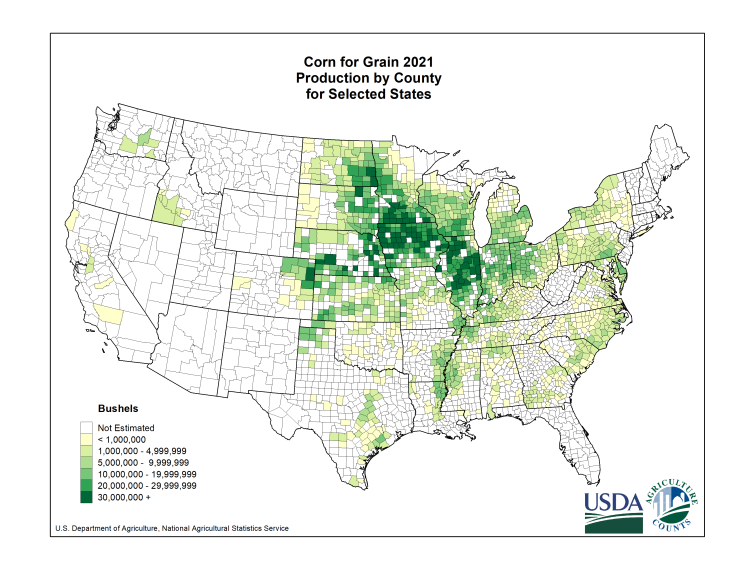 Corn for Grain 2021
Production by County
for Selected States
Bushels
Not Estimated
< 1,000,000
1,000,000 - 4,999,999
5,000,000 - 9,999,999
10,000,000 - 19,999,999
20,000,000 - 29,999,999
30,000,000 +
U.S. Department of Agriculture, National Agricultural Statistics Service
USDA
AGRICULTURE
COUNTS